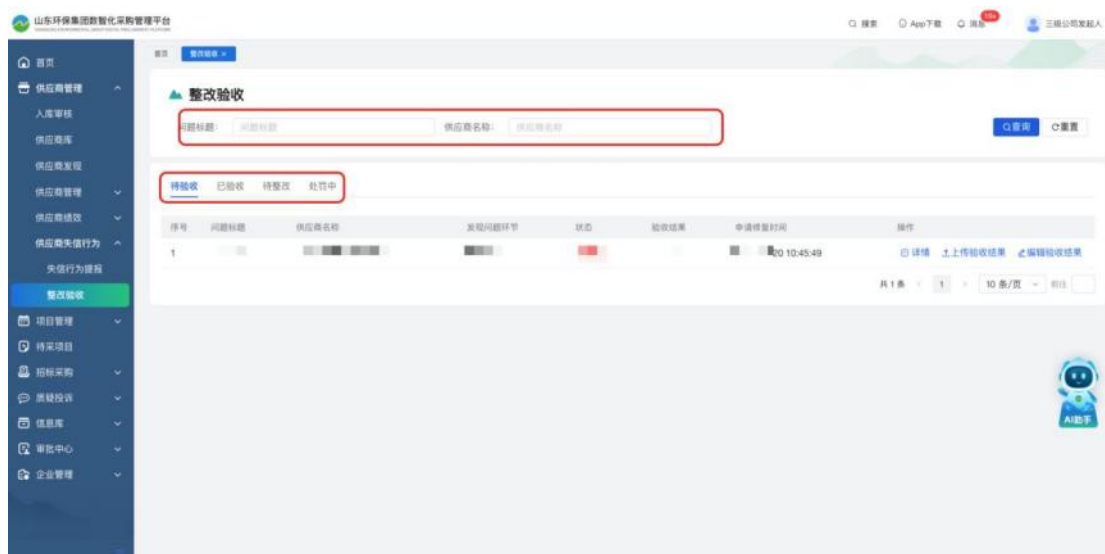 山东环保集团数智化采购管理平台
搜索 App下载 消息 三级公司发起人
首页 整改验收 ×
首页
供应商管理
入库审核
供应商库
供应商发现
供应商管理
供应商绩效
供应商失信行为
失信行为提报
整改验收
项目管理
待采项目
招标采购
质疑投诉
信息库
审批中心
企业管理
整改验收
问题标题： 问题标题 供应商名称： 供应商名称 查询 重置
待验收 已验收 待整改 处罚中
序号 问题标题 供应商名称 发现问题环节 状态 验收结果 申请修复时间 操作
1 20 10:45:49 详情 上传验收结果 编辑验收结果
共 1 条 1 10 条/页 前往
AI助手